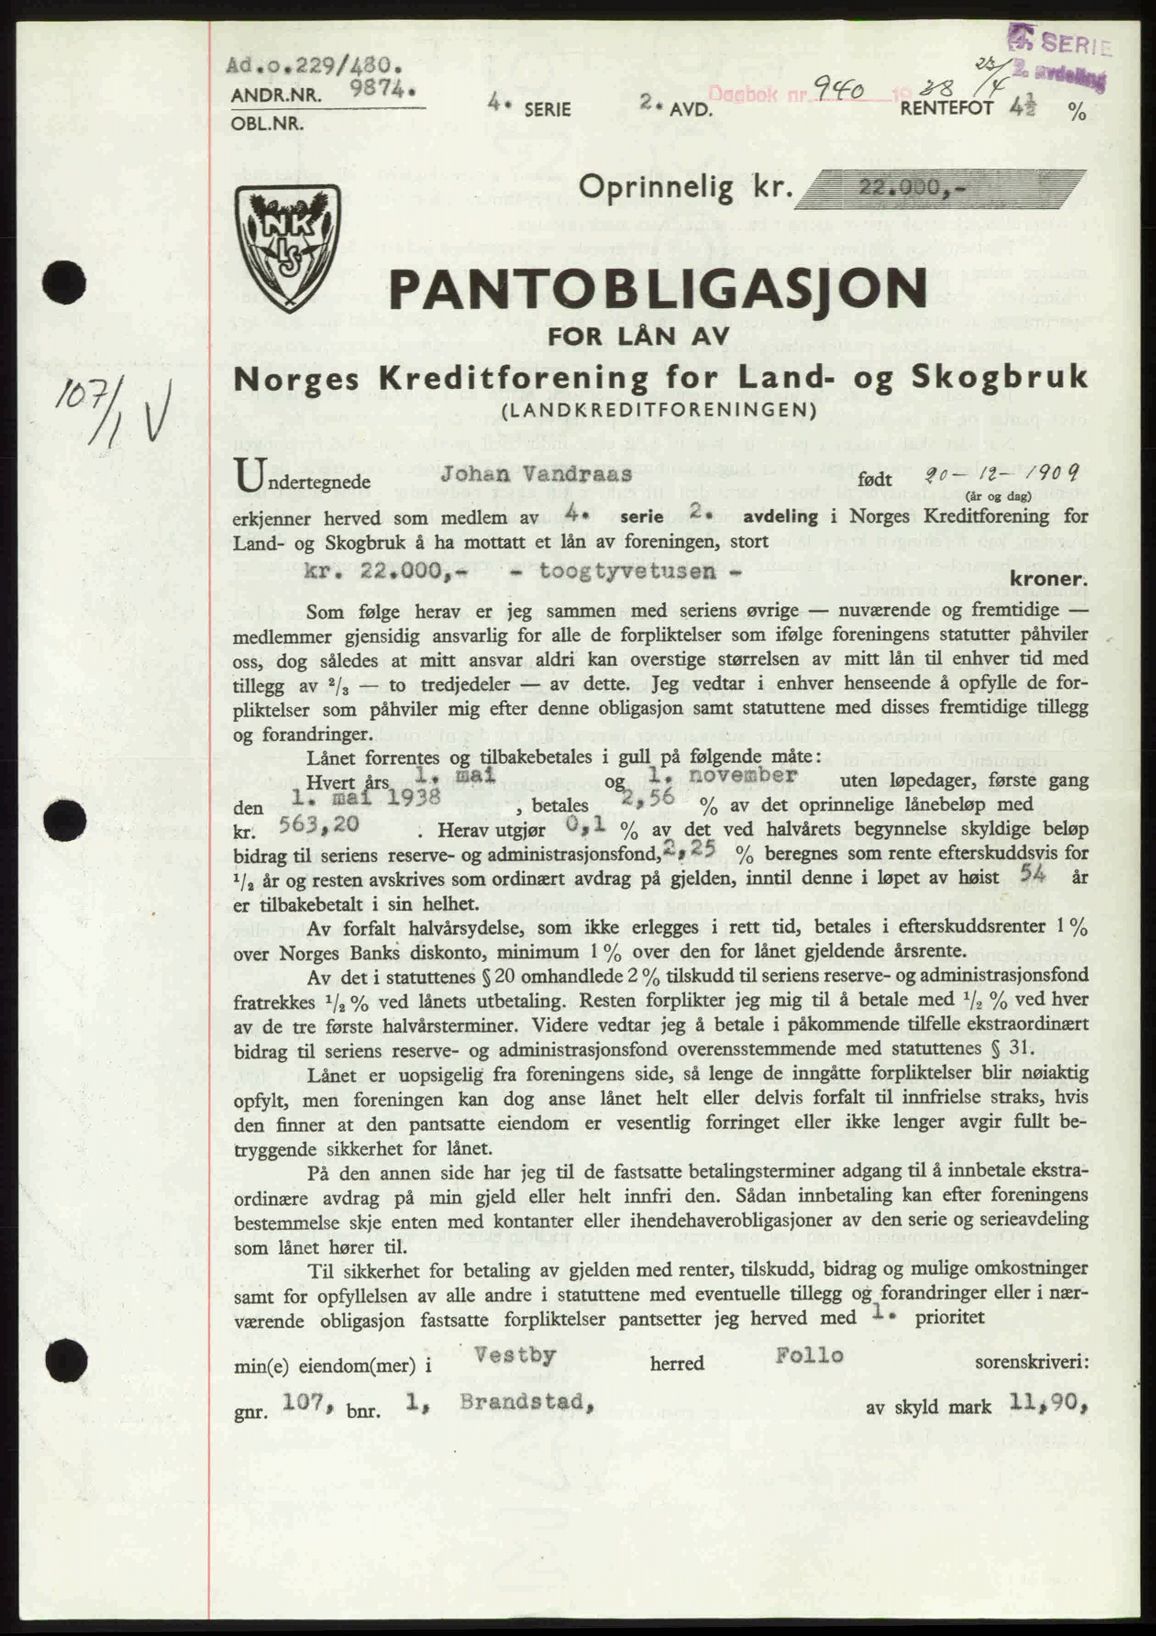 Ad.o.229/480.
ANDR.NR. 9874.
OBL.NR.
4. SERIE 2. AVD.
Dagbok nr. 940 1938
23/4
RENTEFOT 4½ %
4. SERIE
2. avdeling
Oprinnelig kr. 22.000,-
NK
LS
PANTOBLIGASJON
FOR LÅN AV
Norges Kreditforening for Land- og Skogbruk
(LANDKREDITFORENINGEN)
107/1 V
Undertegnede Johan Vandraas født 20-12-1909
(år og dag)
erkjenner herved som medlem av 4. serie 2. avdeling i Norges Kreditforening for
Land- og Skogbruk å ha mottatt et lån av foreningen, stort
kr. 22.000,- - toogtyvetusen - kroner.
Som følge herav er jeg sammen med seriens øvrige — nuværende og fremtidige —
medlemmer gjensidig ansvarlig for alle de forpliktelser som ifølge foreningens statutter påhviler
oss, dog således at mitt ansvar aldri kan overstige størrelsen av mitt lån til enhver tid med
tillegg av 2/3 — to tredjedeler — av dette. Jeg vedtar i enhver henseende å opfylle de for-
pliktelser som påhviler mig efter denne obligasjon samt statuttene med disses fremtidige tillegg
og forandringer.
Lånet forrentes og tilbakebetales i gull på følgende måte:
Hvert års 1. mai og 1. november uten løpedager, første gang
den 1. mai 1938, betales 2,56 % av det oprinnelige lånebeløp med
kr. 563,20. Herav utgjør 0,1 % av det ved halvårets begynnelse skyldige beløp
bidrag til seriens reserve- og administrasjonsfond, 2,25 % beregnes som rente efterskuddsvis for
1/2 år og resten avskrives som ordinært avdrag på gjelden, inntil denne i løpet av høist 54 år
er tilbakebetalt i sin helhet.
Av forfalt halvårsydelse, som ikke erlegges i rett tid, betales i efterskuddsrenter 1 %
over Norges Banks diskonto, minimum 1 % over den for lånet gjeldende årsrente.
Av det i statuttenes § 20 omhandlede 2 % tilskudd til seriens reserve- og administrasjonsfond
fratrekkes 1/2 % ved lånets utbetaling. Resten forplikter jeg mig til å betale med 1/2 % ved hver
av de tre første halvårsterminer. Videre vedtar jeg å betale i påkommende tilfelle ekstraordinært
bidrag til seriens reserve- og administrasjonsfond overensstemmende med statuttenes § 31.
Lånet er uopsigelig fra foreningens side, så lenge de inngåtte forpliktelser blir nøiaktig
opfylt, men foreningen kan dog anse lånet helt eller delvis forfalt til innfrielse straks, hvis
den finner at den pantsatte eiendom er vesentlig forringet eller ikke lenger avgir fullt be-
tryggende sikkerhet for lånet.
På den annen side har jeg til de fastsatte betalingsterminer adgang til å innbetale ekstra-
ordinære avdrag på min gjeld eller helt innfri den. Sådan innbetaling kan efter foreningens
bestemmelse skje enten med kontanter eller ihendehaverobligasjoner av den serie og serieavdeling
som lånet hører til.
Til sikkerhet for betaling av gjelden med renter, tilskudd, bidrag og mulige omkostninger
samt for opfyllelsen av alle andre i statuttene med eventuelle tillegg og forandringer eller i nær-
værende obligasjon fastsatte forpliktelser pantsetter jeg herved med 1. prioritet
min(e) eiendom(mer) i Vestby herred Follo sorenskriveri:
gnr. 107, bnr. 1, Brandstad, av skyld mark 11,90,